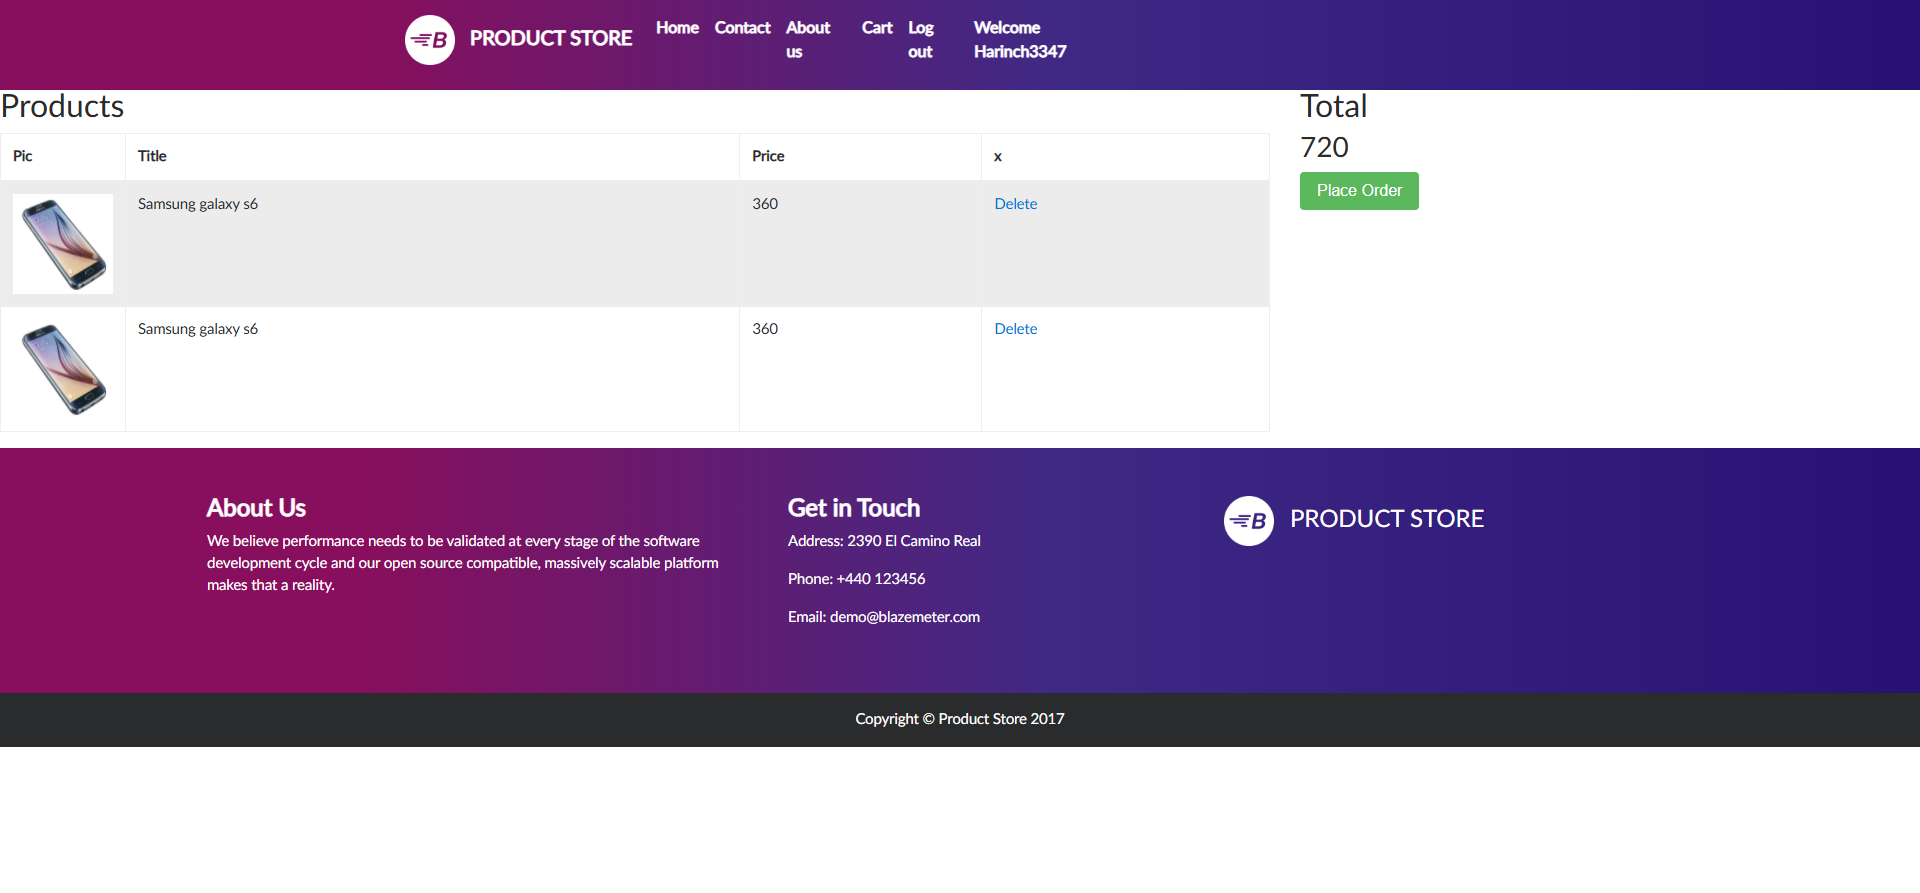 B PRODUCT STORE Home Contact About us Cart Log out Welcome Harinch3347
Products
Pic Title Price x
Samsung galaxy s6 360 Delete
Samsung galaxy s6 360 Delete
Total
720
Place Order
About Us
We believe performance needs to be validated at every stage of the software
development cycle and our open source compatible, massively scalable platform
makes that a reality.
Get in Touch
Address: 2390 El Camino Real
Phone: +440 123456
Email: demo@blazemeter.com
B PRODUCT STORE
Copyright © Product Store 2017